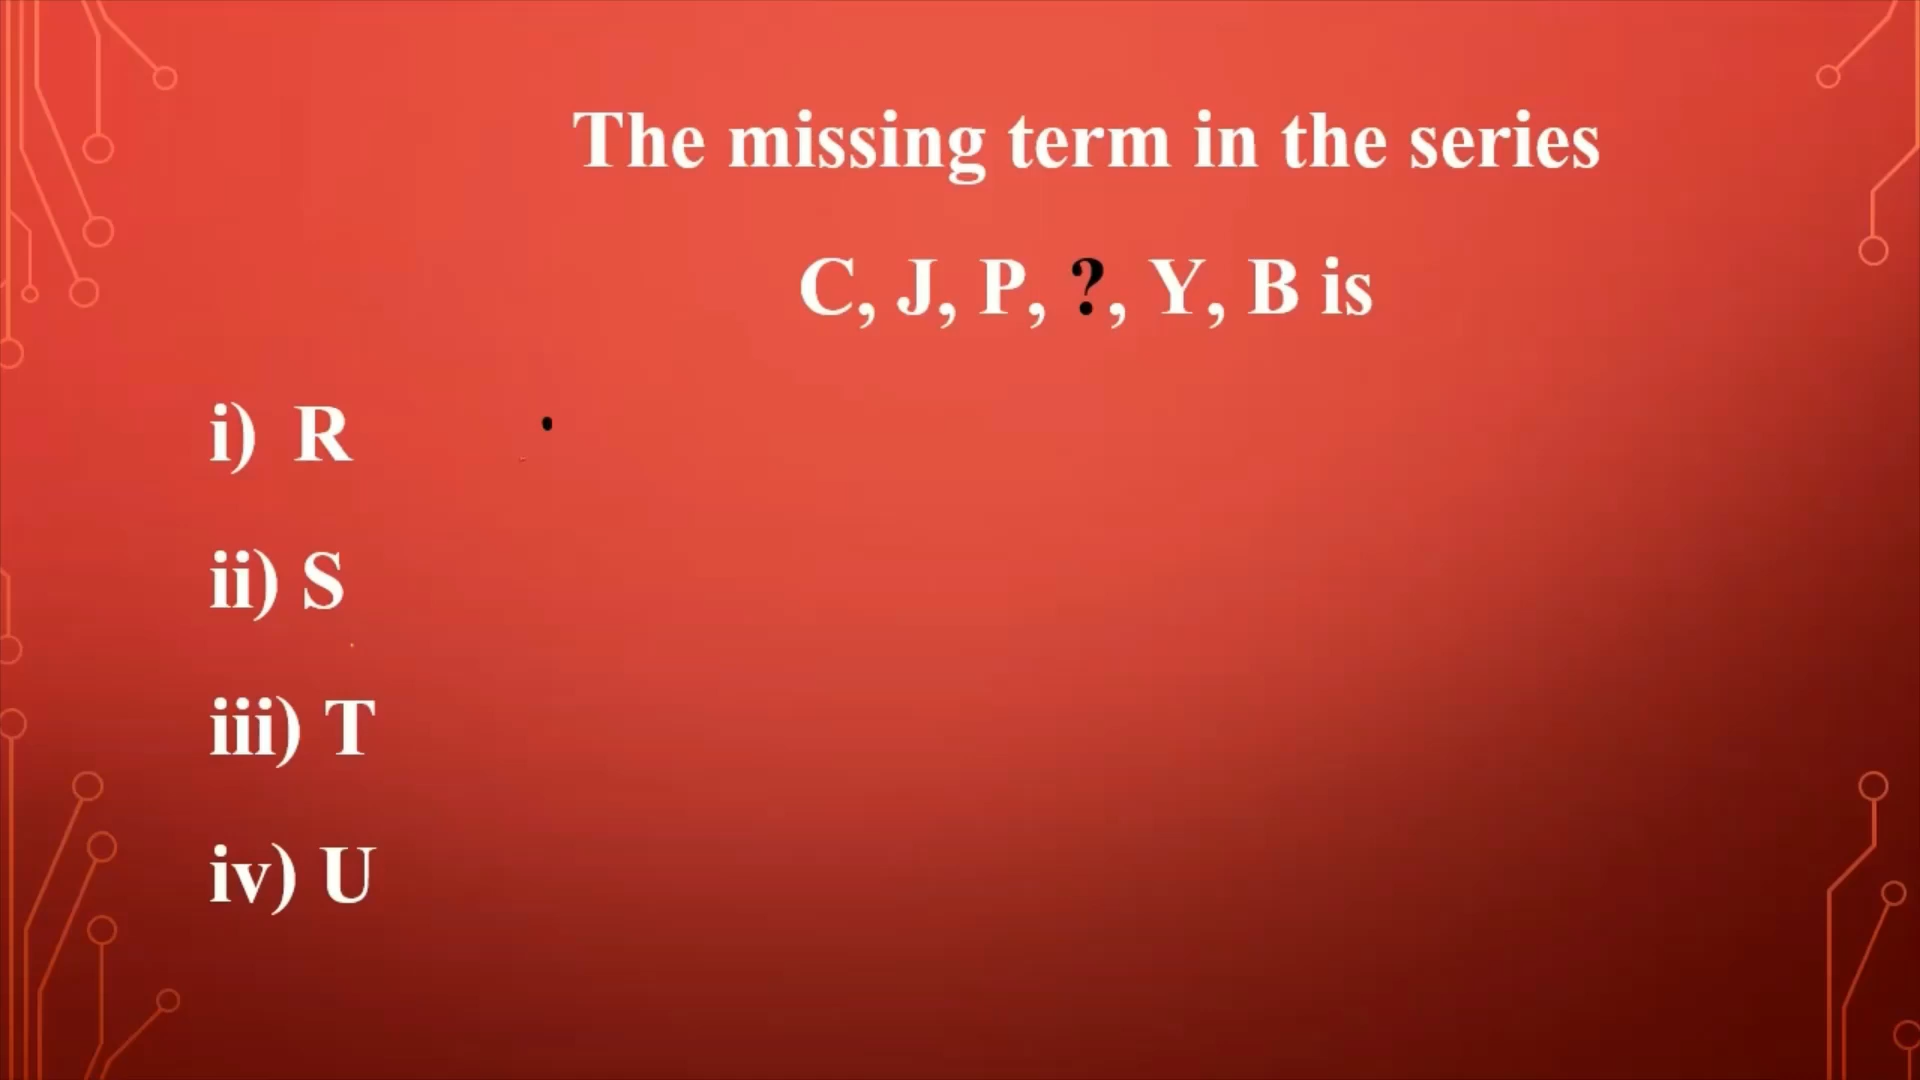 The missing term in the series
C, J, P, ?, Y, B is
i) R
ii) S
iii) T
iv) U